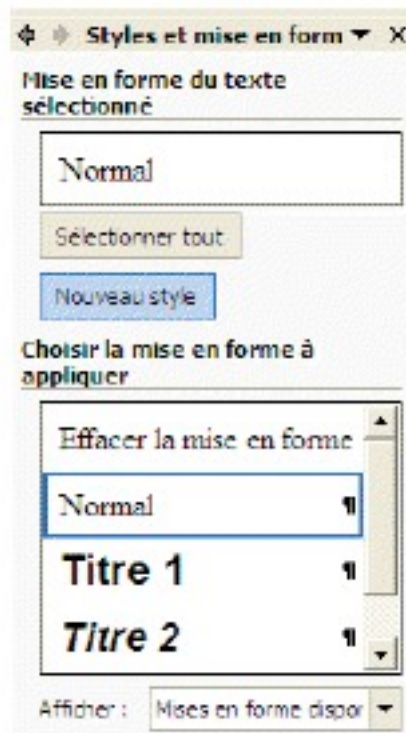 Styles et mise en form
Mise en forme du texte
sélectionné
Normal
Sélectionner tout
Nouveau style
Choisir la mise en forme à
appliquer
Effacer la mise en forme
Normal ¶
Titre 1 ¶
Titre 2 ¶
Afficher : Mises en forme dispor